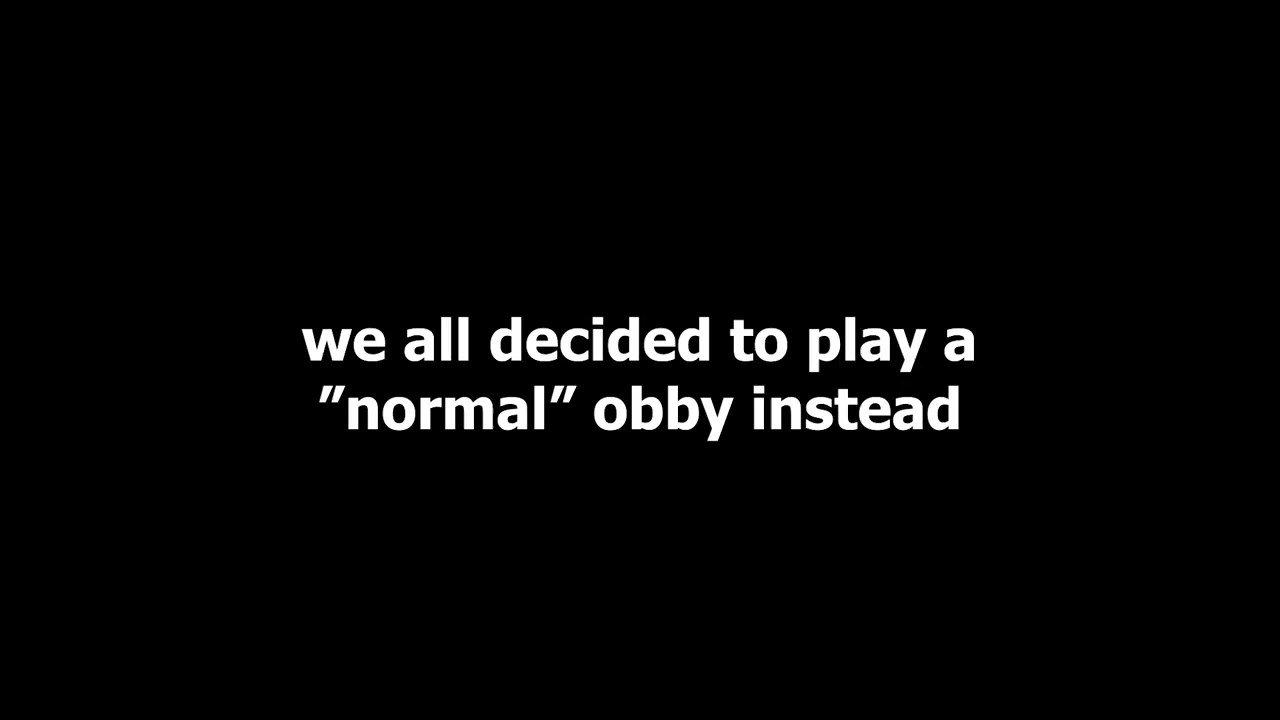 we all decided to play a
”normal” obby instead